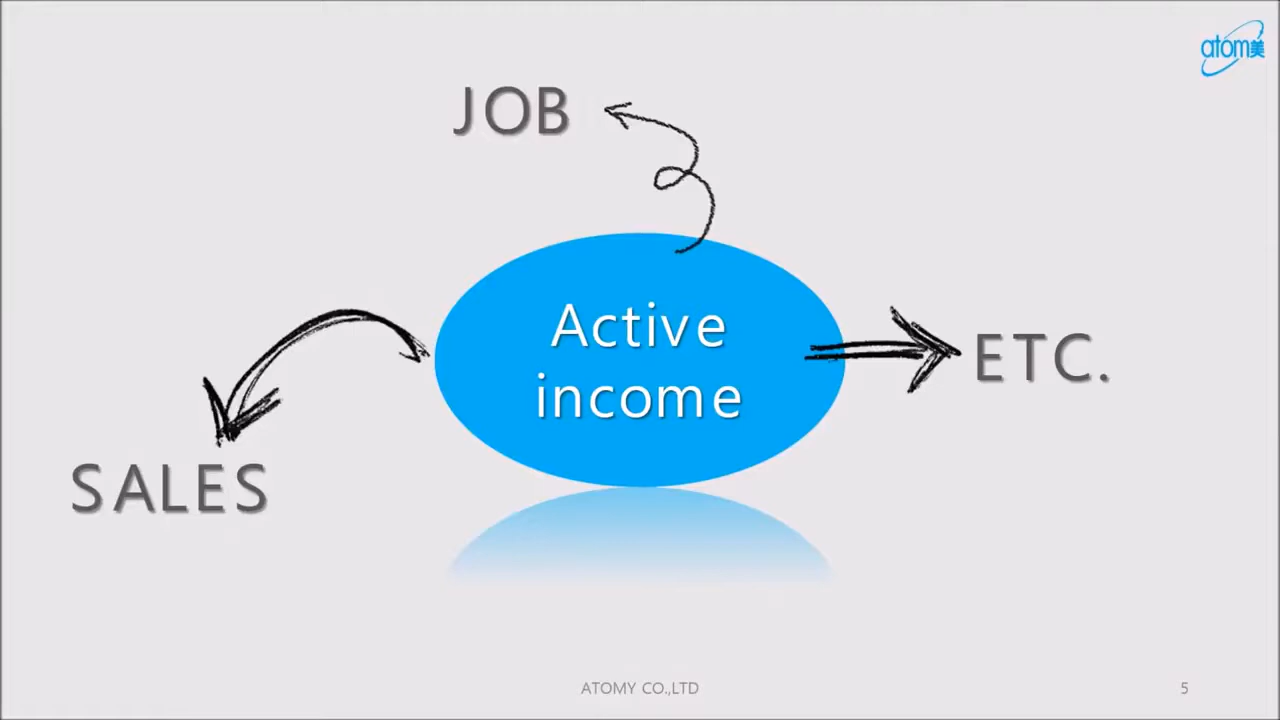 atom美
JOB
Active
income
ETC.
SALES
ATOMY CO.,LTD
5